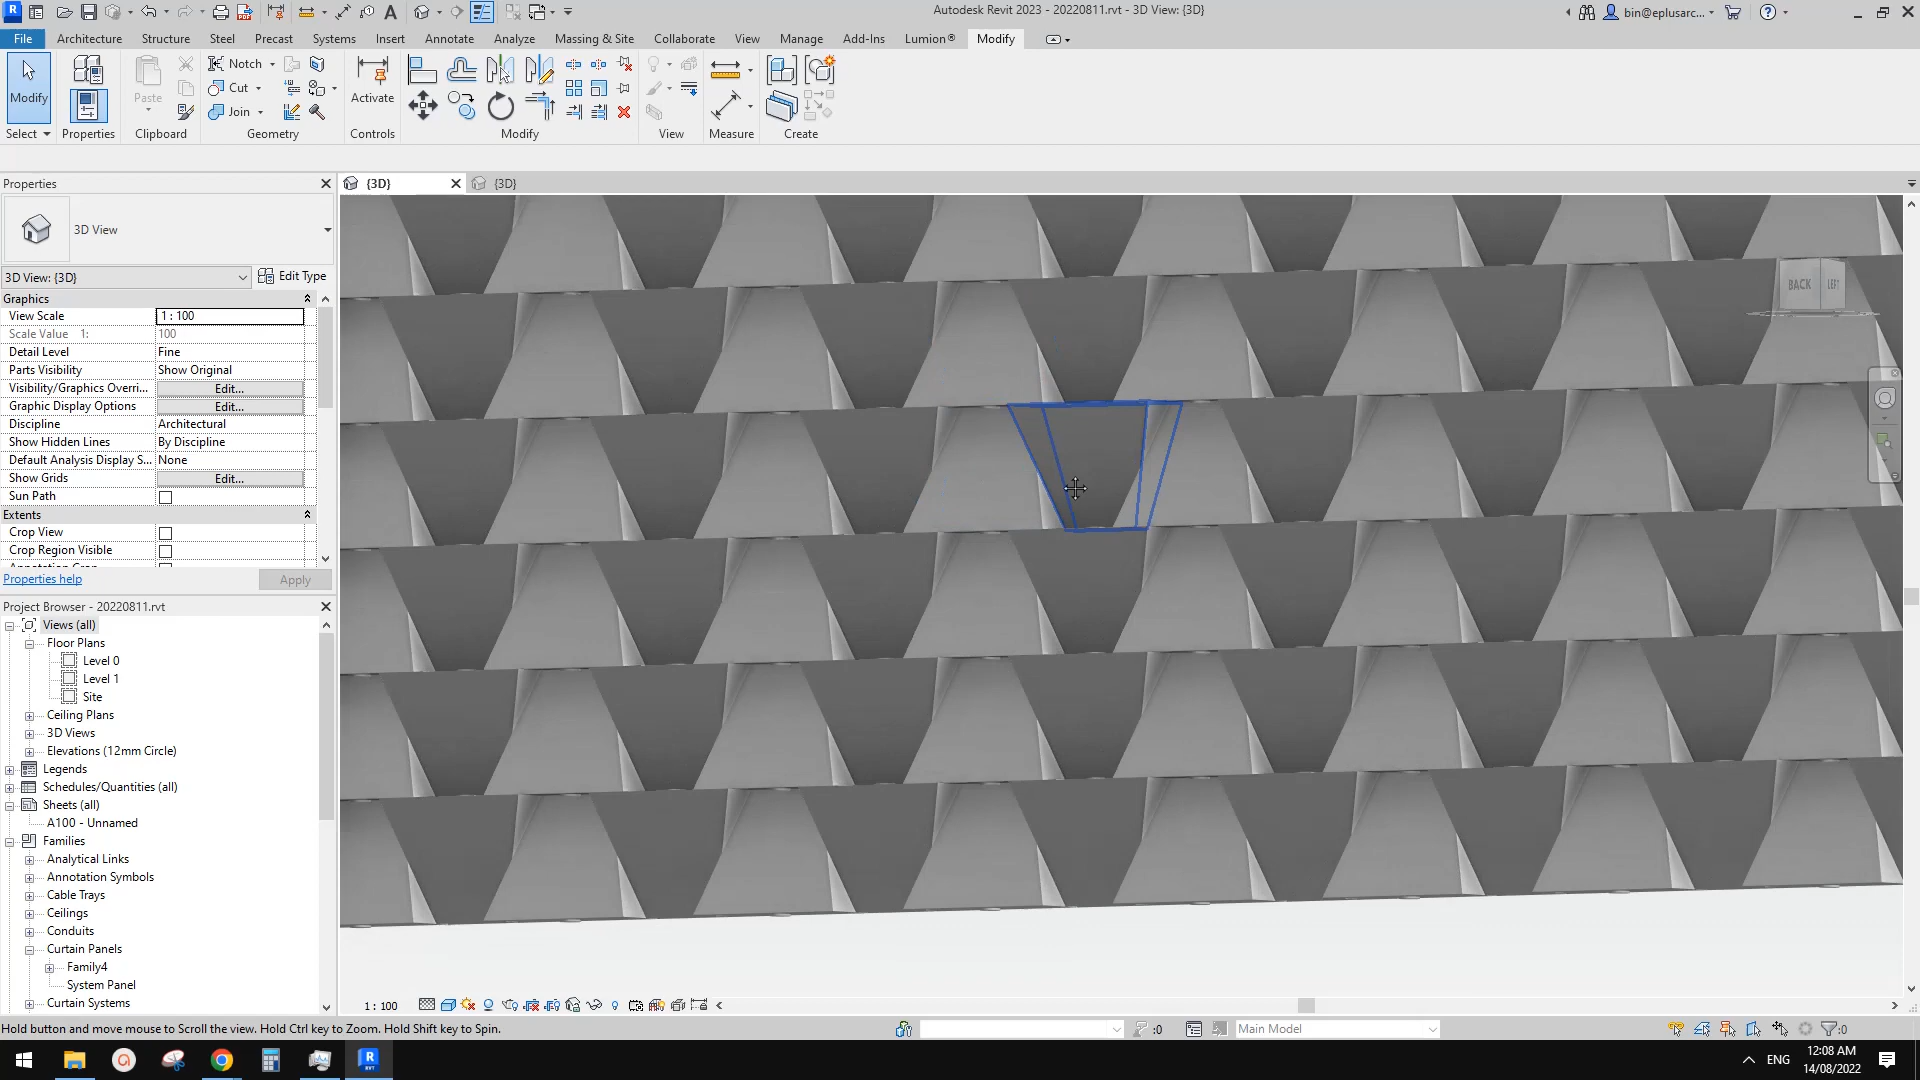 Autodesk Revit 2023 - 20220811.rvt - 3D View: {3D}
bin@eplusarc...
File Architecture Structure Steel Precast Systems Insert Annotate Analyze Massing & Site Collaborate View Manage Add-Ins Lumion® Modify
Modify
Paste
Notch
Cut
Join
Activate
Select Properties Clipboard Geometry Controls Modify View Measure Create
Properties
{3D}
{3D}
3D View
3D View: {3D}
Edit Type
Graphics
View Scale 1 : 100
Scale Value 1: 100
Detail Level Fine
Parts Visibility Show Original
Visibility/Graphics Overri... Edit...
Graphic Display Options Edit...
Discipline Architectural
Show Hidden Lines By Discipline
Default Analysis Display S... None
Show Grids Edit...
Sun Path
Extents
Crop View
Crop Region Visible
Properties help
Apply
Project Browser - 20220811.rvt
Views (all)
Floor Plans
Level 0
Level 1
Site
Ceiling Plans
3D Views
Elevations (12mm Circle)
Legends
Schedules/Quantities (all)
Sheets (all)
A100 - Unnamed
Families
Analytical Links
Annotation Symbols
Cable Trays
Ceilings
Conduits
Curtain Panels
Family4
System Panel
Curtain Systems
BACK
1 : 100
Hold button and move mouse to Scroll the view. Hold Ctrl key to Zoom. Hold Shift key to Spin.
:0
Main Model
:0
ENG
12:08 AM
14/08/2022